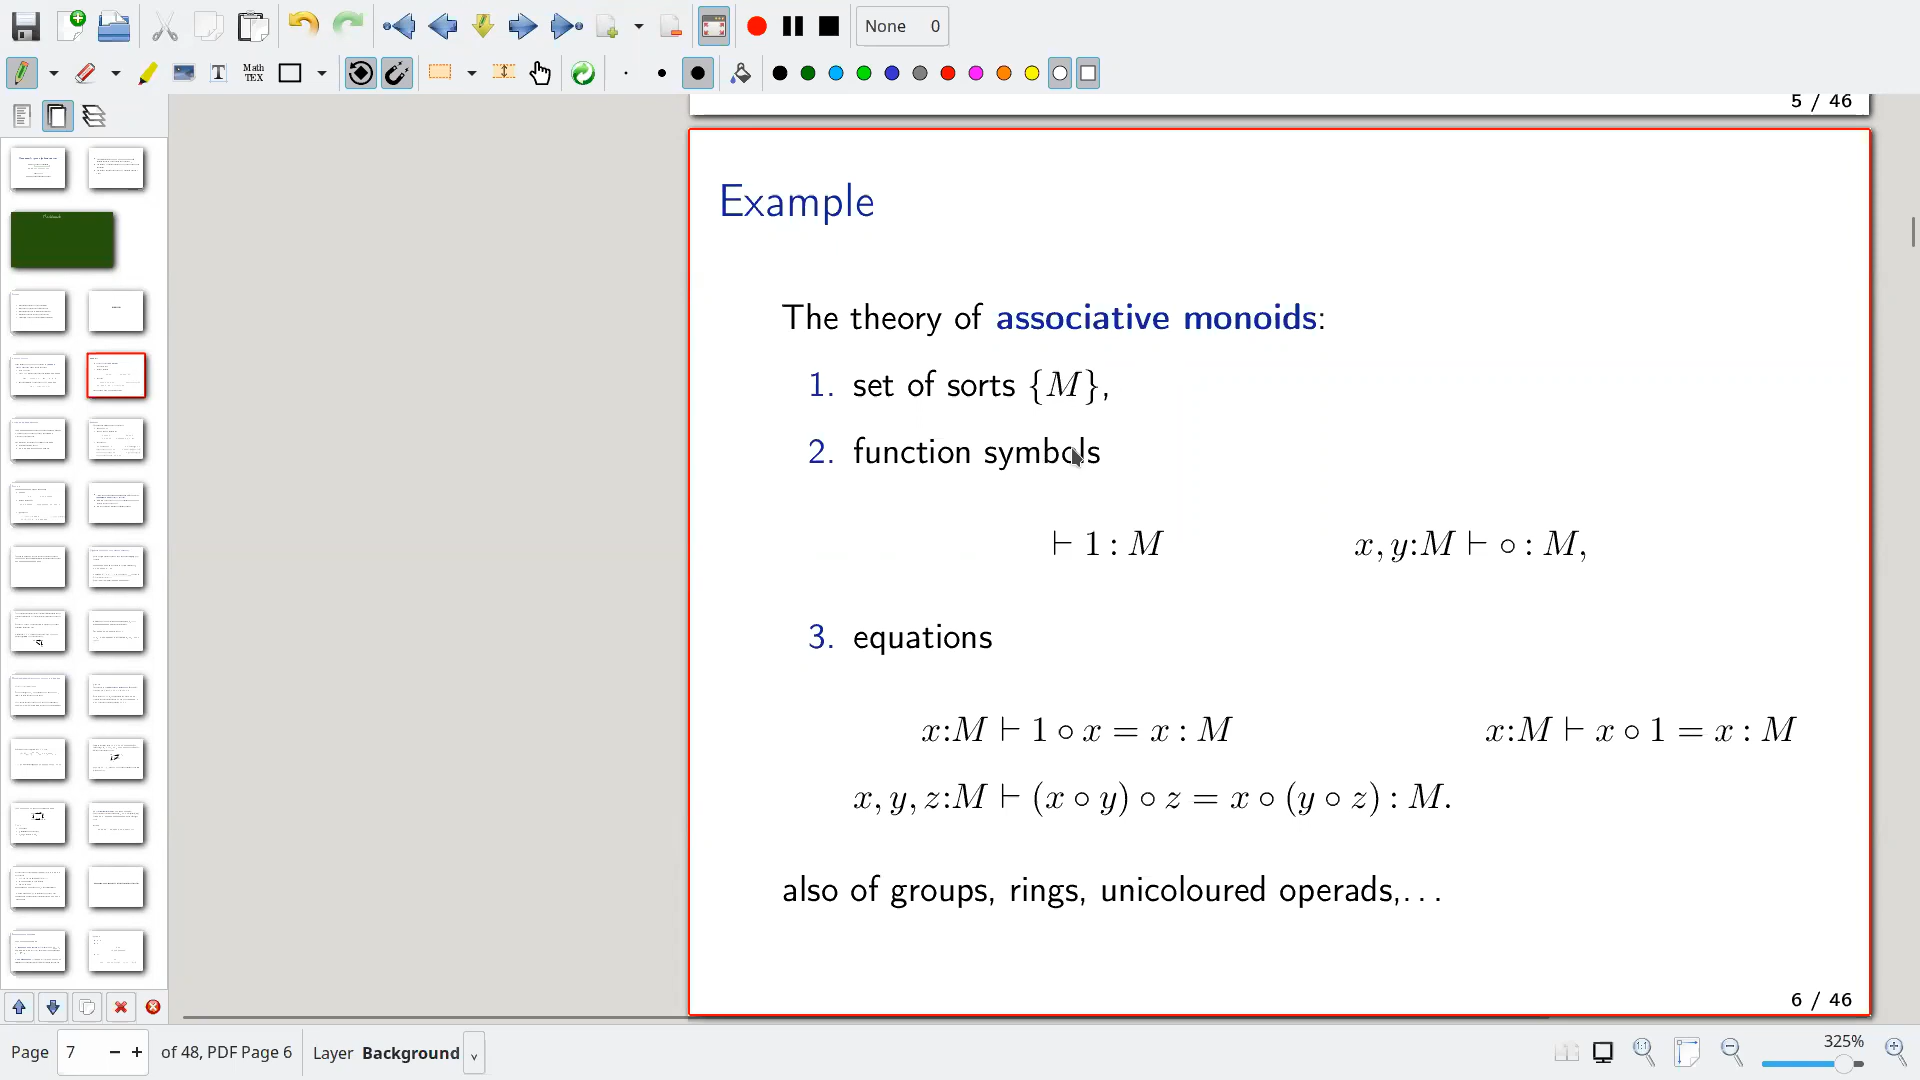 None 0
T Math TEX
5 / 46
Example
The theory of associative monoids:
1. set of sorts {M},
2. function symbols
⊢ 1 : M x, y:M ⊢ ∘ : M,
3. equations
x:M ⊢ 1 ∘ x = x : M x:M ⊢ x ∘ 1 = x : M
x, y, z:M ⊢ (x ∘ y) ∘ z = x ∘ (y ∘ z) : M.
also of groups, rings, unicoloured operads,...
6 / 46
Page 7 of 48, PDF Page 6 Layer Background 325%